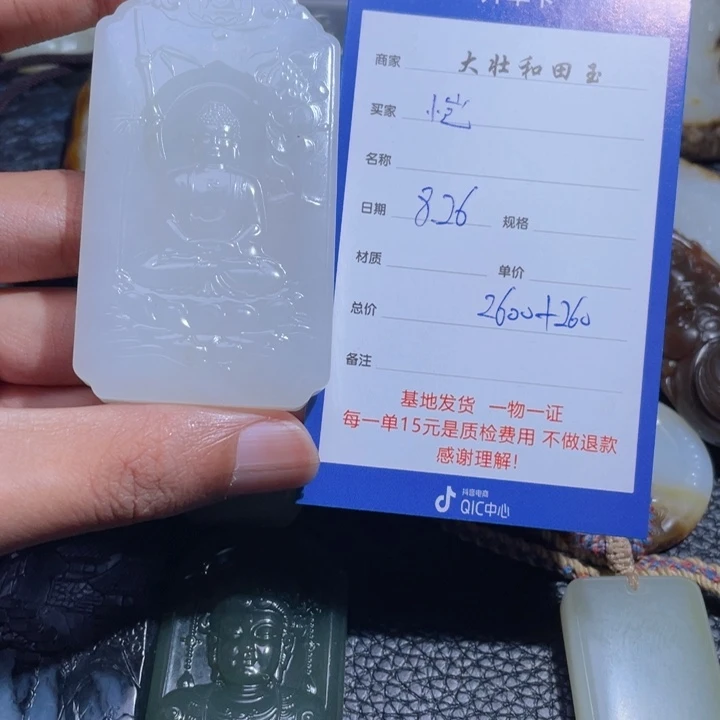 商家 大壮和田玉
买家
名称
日期 8.26 规格
材质 单价
总价 2600+260
备注
基地发货 一物一证
每一单15元是质检费用 不做退款
感谢理解!
抖音电商
QIC中心